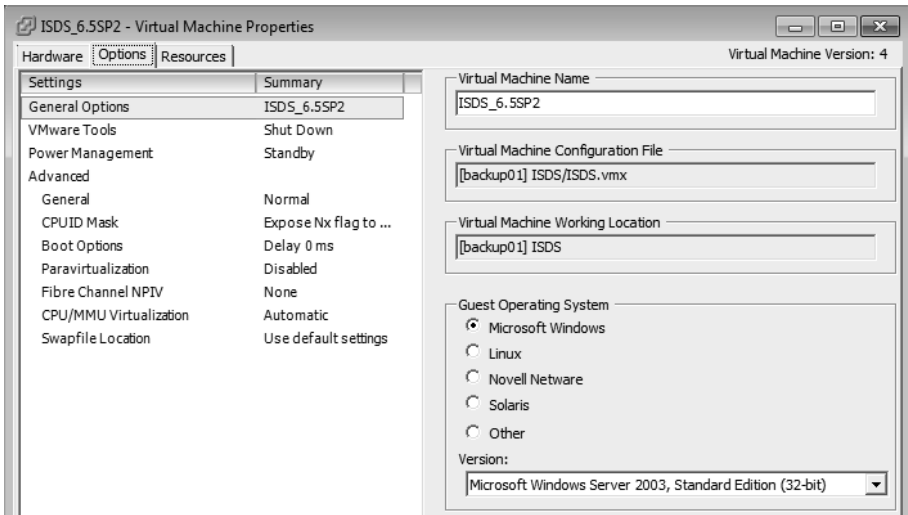 ISDS_6.5SP2 - Virtual Machine Properties
Hardware Options Resources Virtual Machine Version: 4
Settings Summary
General Options ISDS_6.5SP2
VMware Tools Shut Down
Power Management Standby
Advanced
General Normal
CPUID Mask Expose Nx flag to ...
Boot Options Delay 0 ms
Paravirtualization Disabled
Fibre Channel NPIV None
CPU/MMU Virtualization Automatic
Swapfile Location Use default settings
Virtual Machine Name
ISDS_6.5SP2
Virtual Machine Configuration File
[backup01] ISDS/ISDS.vmx
Virtual Machine Working Location
[backup01] ISDS
Guest Operating System
Microsoft Windows
Linux
Novell Netware
Solaris
Other
Version:
Microsoft Windows Server 2003, Standard Edition (32-bit)